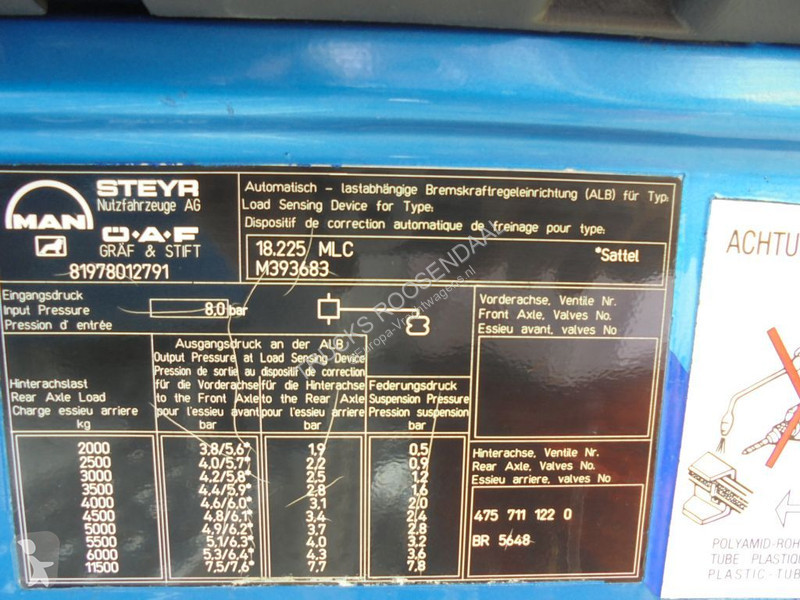 MAN
STEYR
Nutzfahrzeuge AG
Ö·A·F
GRÄF & STIFT
81978012791
Automatisch - lastabhängige Bremskraftregeleinrichtung (ALB) für Typ:
Load Sensing Device for Type:
Dispositif de correction automatique de freinage pour type:
18.225 MLC *Sattel
M393683
Eingangsdruck
Input Pressure 8,0 bar
Pression d' entrée
Ausgangsdruck an der ALB
Output Pressure at Load Sensing Device
Pression de sortie au dispositif de correction
Hinterachslast
Rear Axle Load
Charge essieu arriere
kg
für die Vorderachse
to the Front Axle
pour l'essieu avant
bar
für die Hinterachse
to the Rear Axle
pour l'essieu arriere
bar
Federungsdruck
Suspension Pressure
Pression suspension
bar
2000 3,8/5,6* 1,9 0,5
2500 4,0/5,7* 2,2 0,9
3000 4,2/5,8* 2,5 1,2
3500 4,4/5,9* 2,8 1,6
4000 4,6/6,0* 3,1 2,0
4500 4,8/6,1* 3,4 2,4
5000 4,9/6,2* 3,7 2,8
5500 5,1/6,3* 4,0 3,2
6000 5,3/6,4* 4,3 3,6
11500 7,5/7,6* 7,7 7,8
Vorderachse, Ventile Nr.
Front Axle, Valves No.
Essieu avant, valves No
Hinterachse, Ventile Nr.
Rear Axle, Valves No.
Essieu arriere, valves No
475 711 122 0
BR 5648
ACHTU
POLYAMID-ROH
TUBE PLASTIQU
PLASTIC-TUB
TRUCKS ROOSENDAAL
Europa-Vrachtwagens.nl